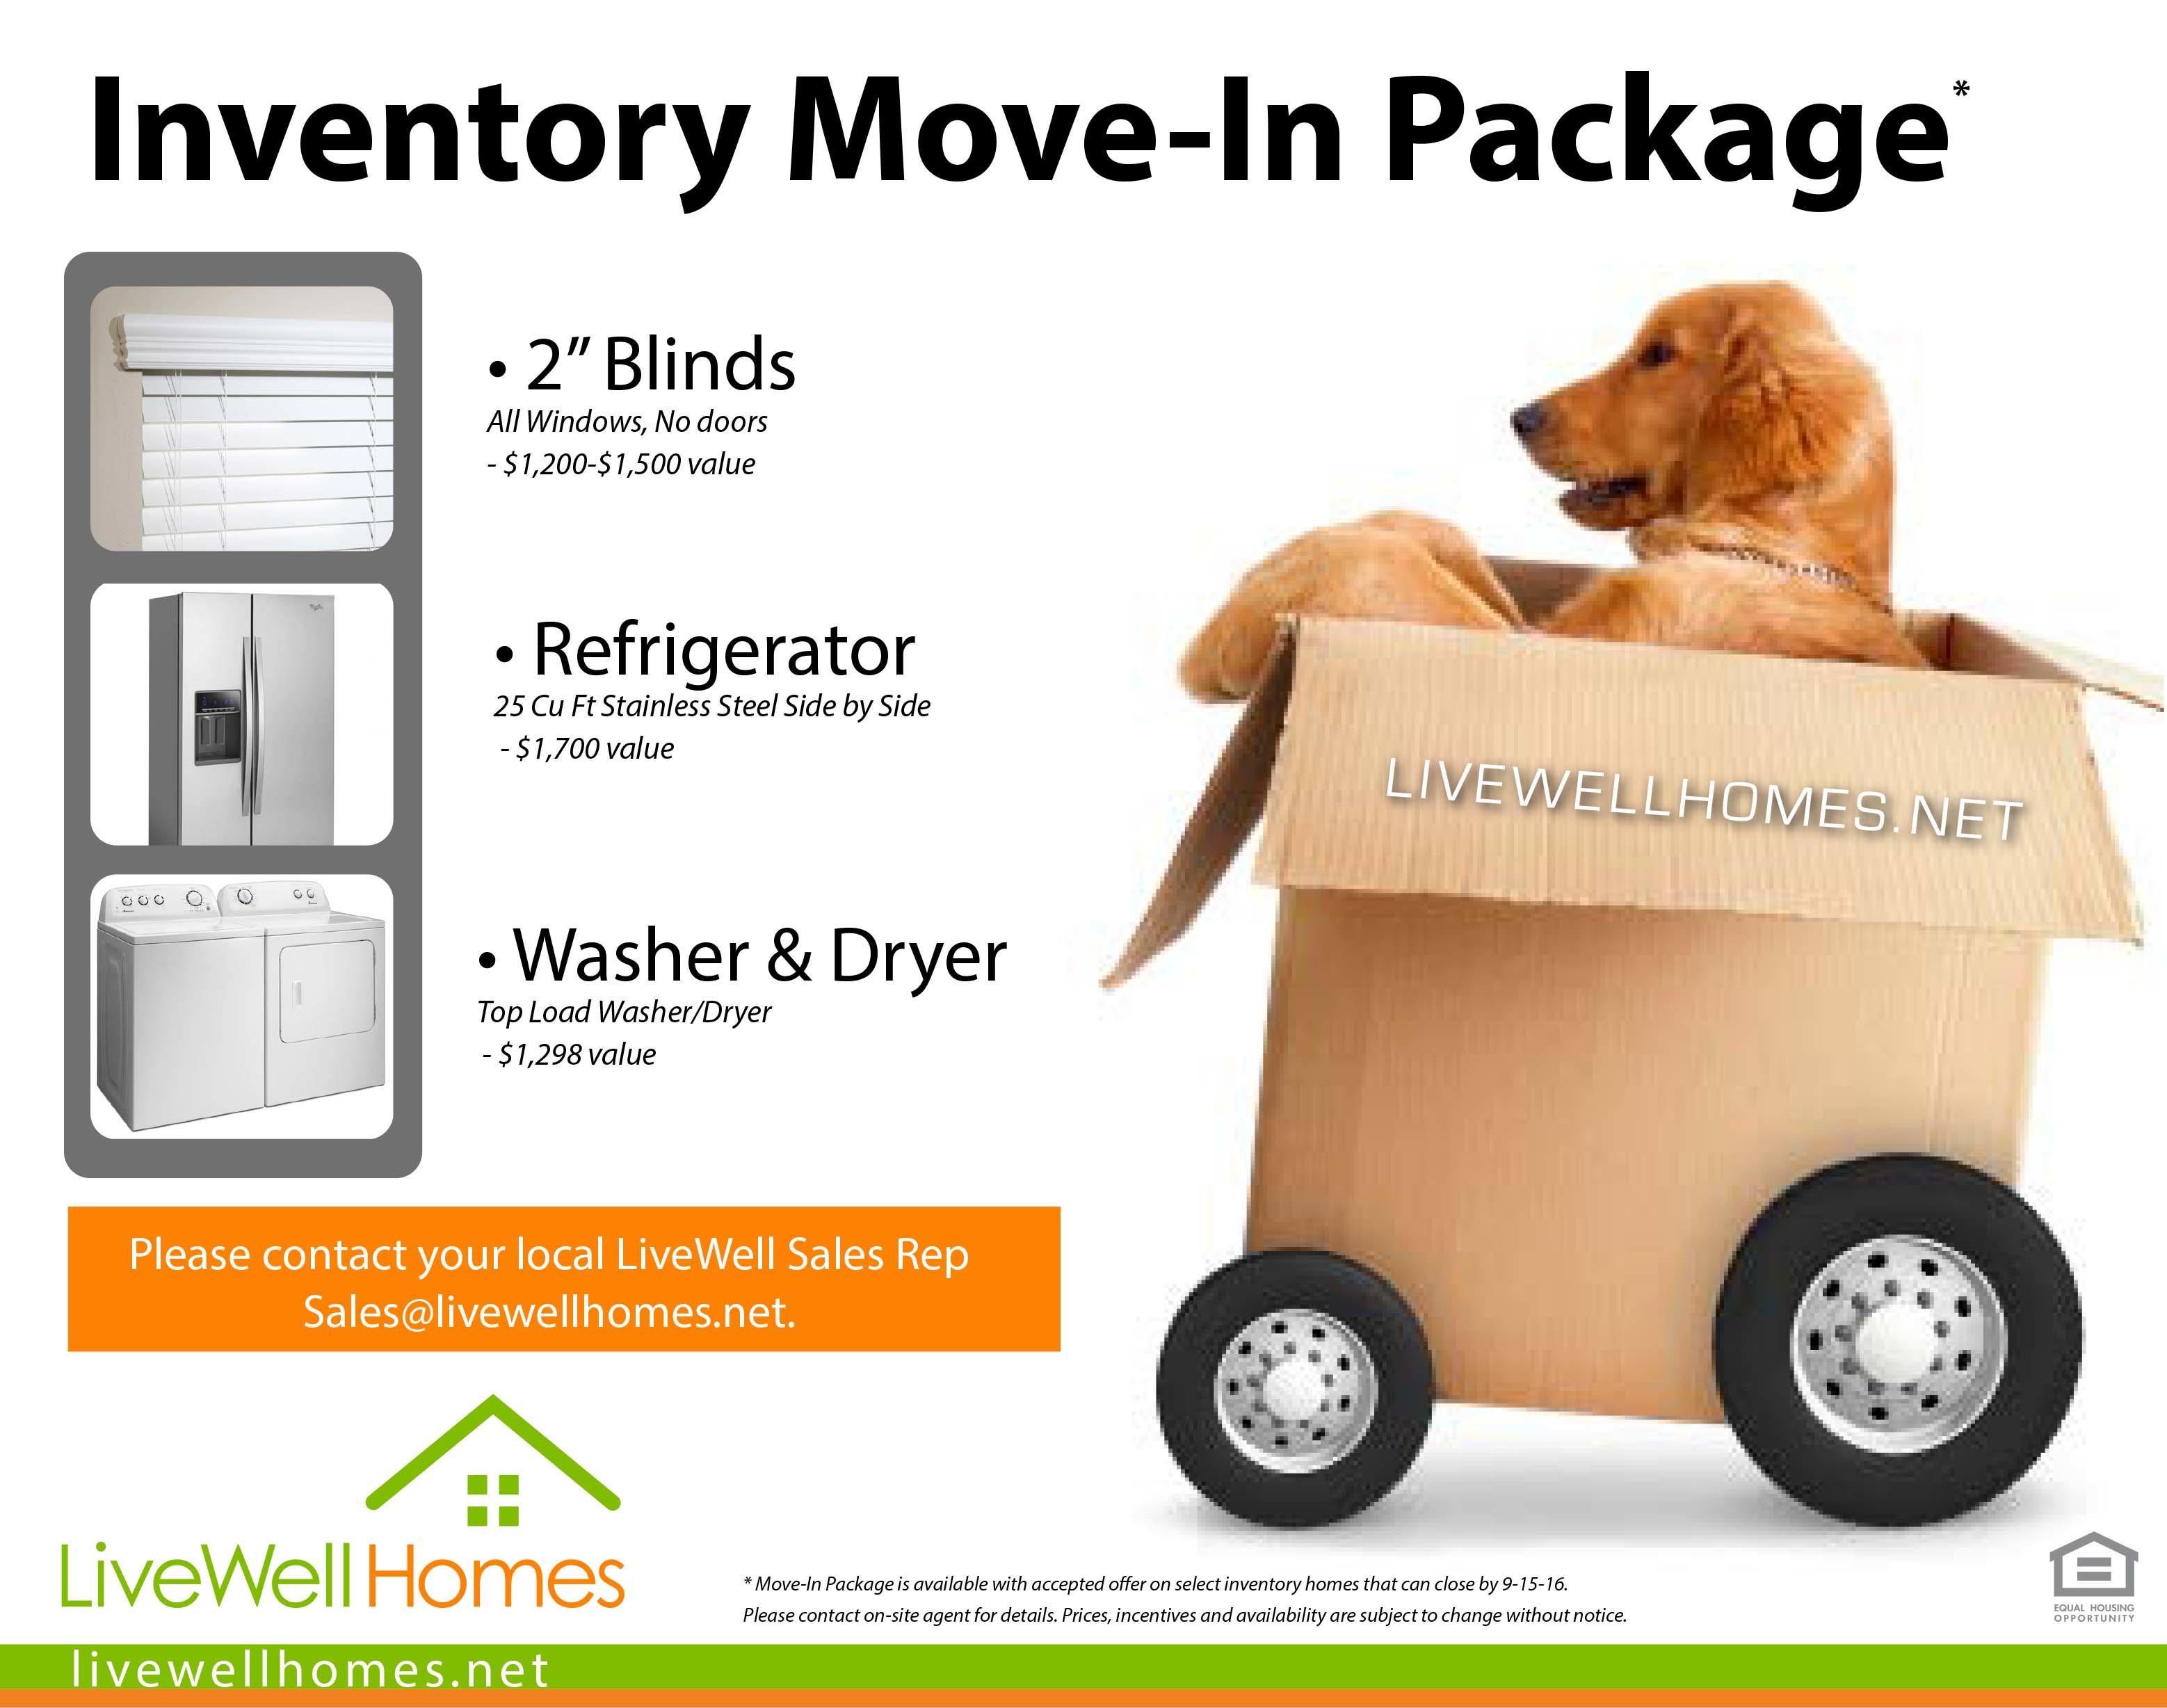 Inventory Move-In Package*
• 2” Blinds
All Windows, No doors
- $1,200-$1,500 value
• Refrigerator
25 Cu Ft Stainless Steel Side by Side
- $1,700 value
• Washer & Dryer
Top Load Washer/Dryer
- $1,298 value
LIVEWELLHOMES.NET
Please contact your local LiveWell Sales Rep
Sales@livewellhomes.net.
LiveWellHomes
* Move-In Package is available with accepted offer on select inventory homes that can close by 9-15-16.
Please contact on-site agent for details. Prices, incentives and availability are subject to change without notice.
EQUAL HOUSING
OPPORTUNITY
livewellhomes.net